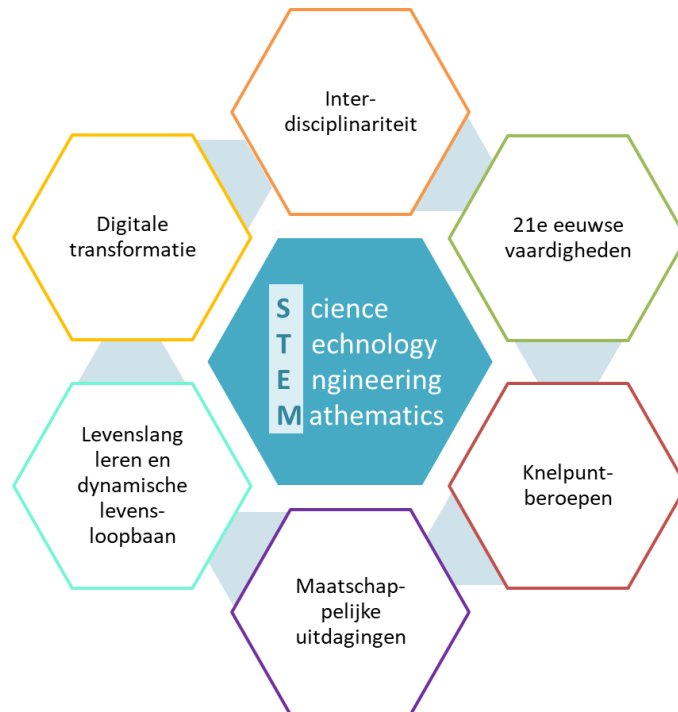 Inter-
disciplinariteit
21e eeuwse
vaardigheden
Knelpunt-
beroepen
Maatschap-
pelijke
uitdagingen
Levenslang
leren en
dynamische
levens-
loopbaan
Digitale
transformatie
S cience
T echnology
E ngineering
M athematics